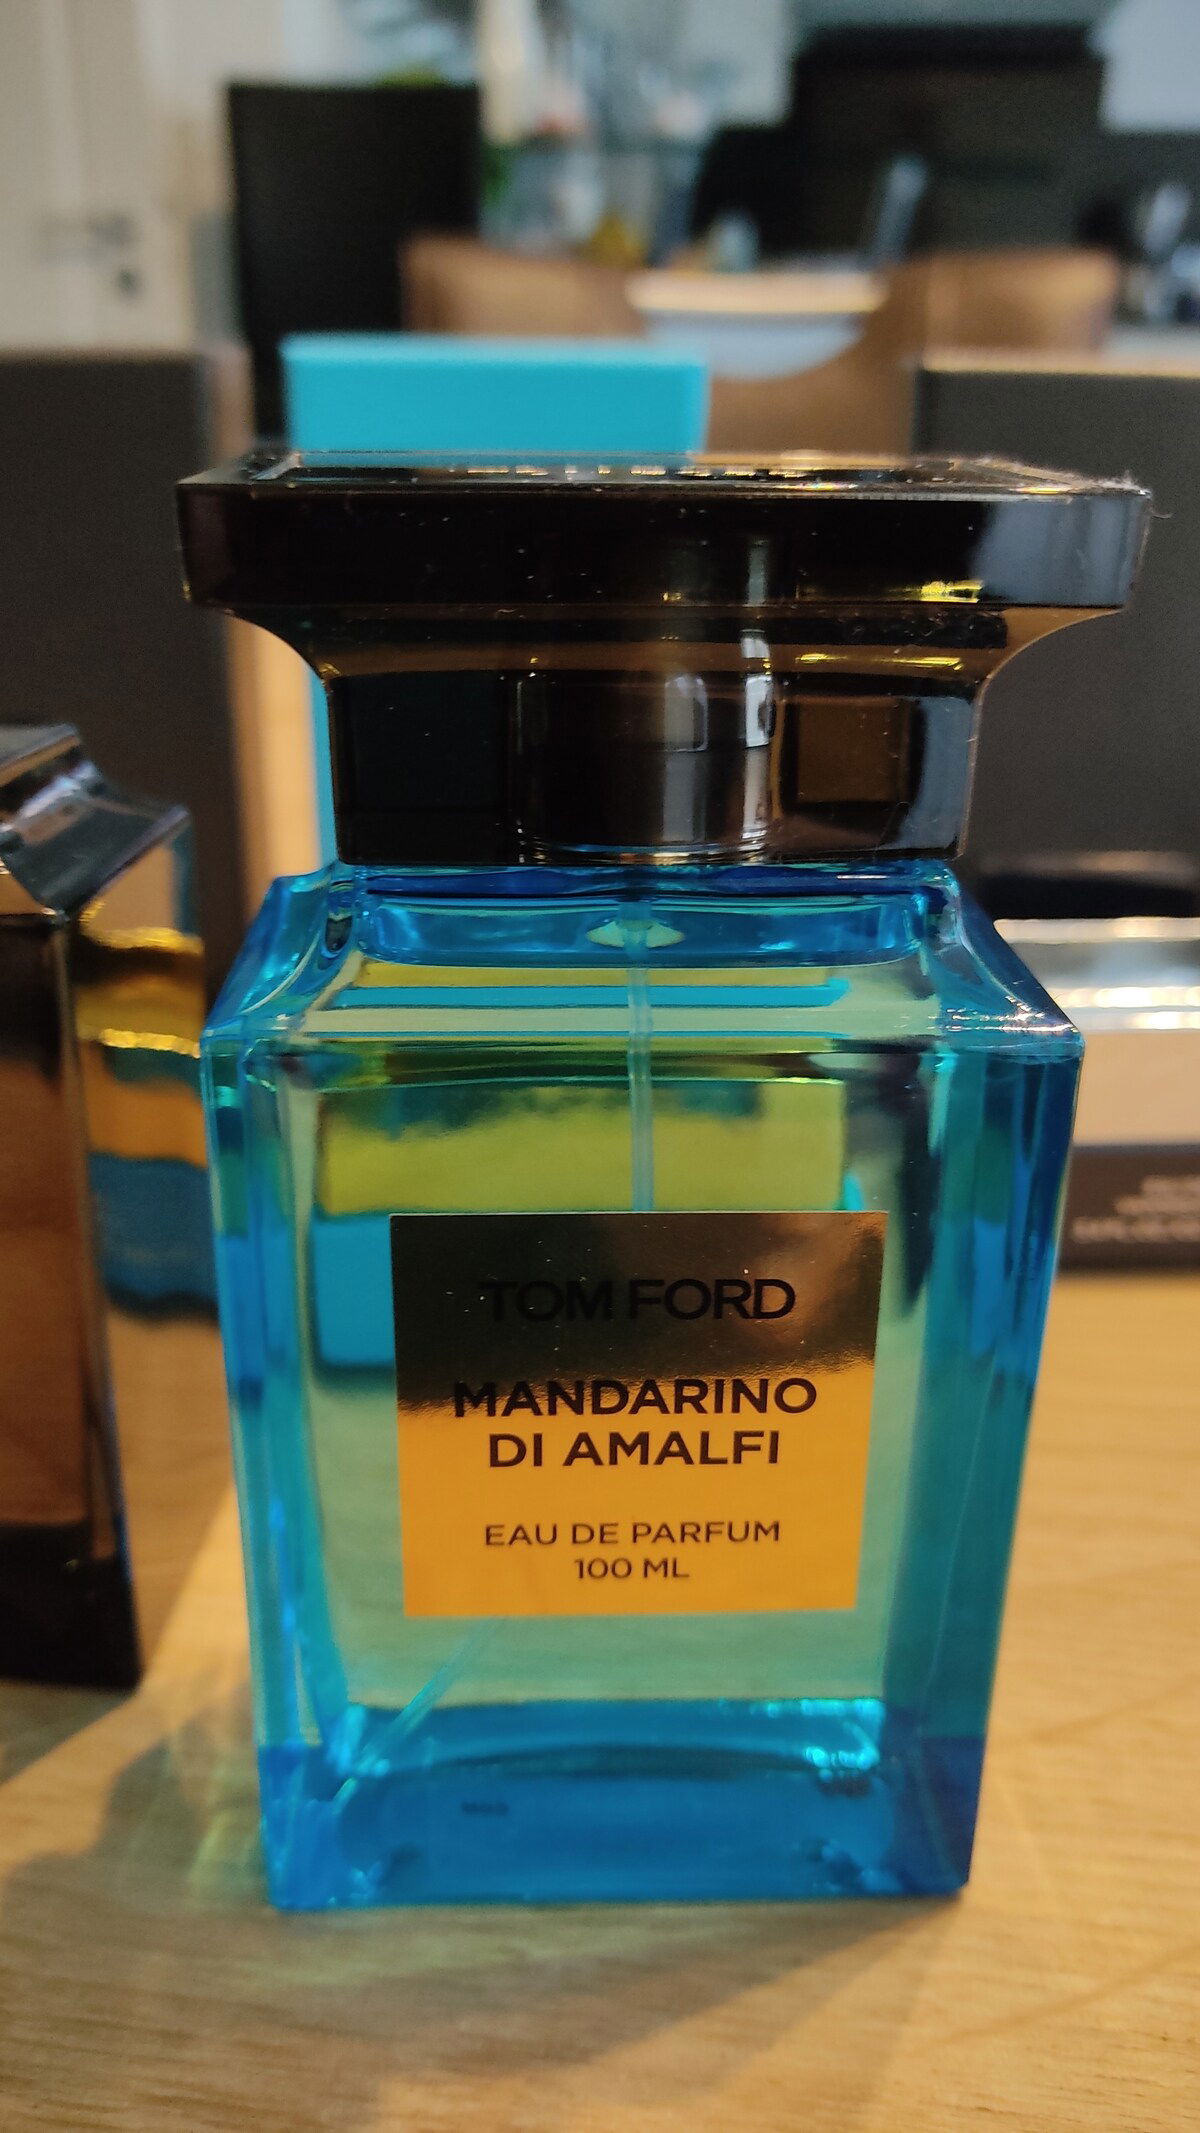 TOM FORD
MANDARINO
DI AMALFI
EAU DE PARFUM
100 ML